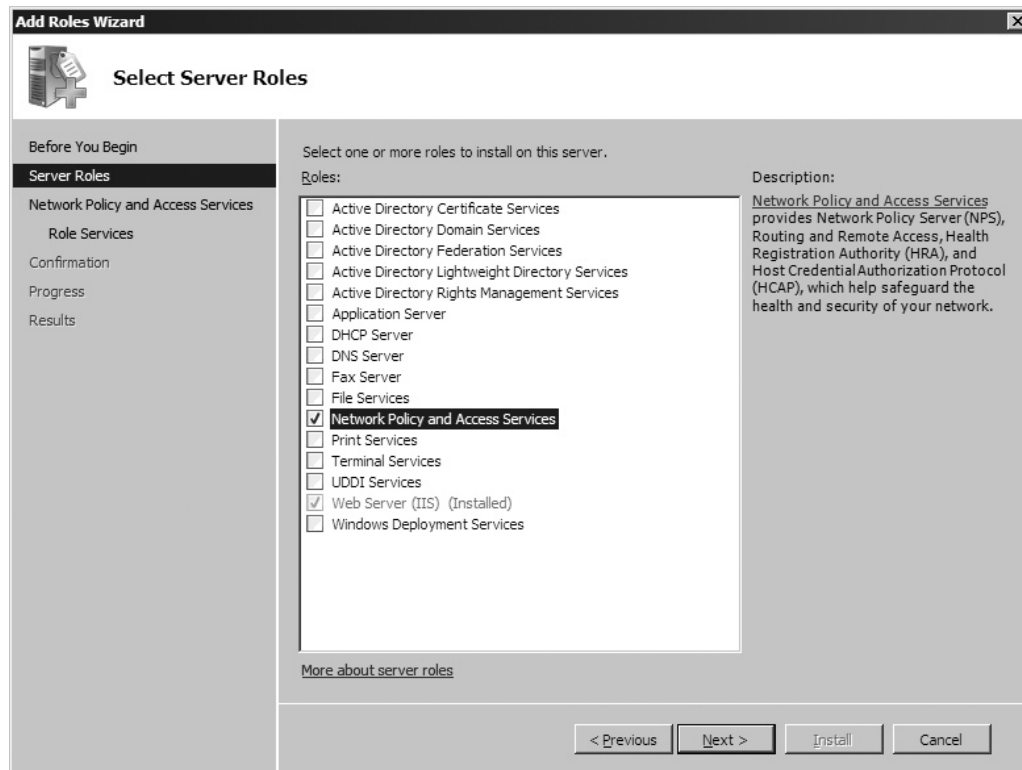 Add Roles Wizard
Select Server Roles
Before You Begin
Server Roles
Network Policy and Access Services
Role Services
Confirmation
Progress
Results
Select one or more roles to install on this server.
Roles:
Active Directory Certificate Services
Active Directory Domain Services
Active Directory Federation Services
Active Directory Lightweight Directory Services
Active Directory Rights Management Services
Application Server
DHCP Server
DNS Server
Fax Server
File Services
Network Policy and Access Services
Print Services
Terminal Services
UDDI Services
Web Server (IIS) (Installed)
Windows Deployment Services
More about server roles
Description:
Network Policy and Access Services
provides Network Policy Server (NPS),
Routing and Remote Access, Health
Registration Authority (HRA), and
Host Credential Authorization Protocol
(HCAP), which help safeguard the
health and security of your network.
< Previous
Next >
Install
Cancel